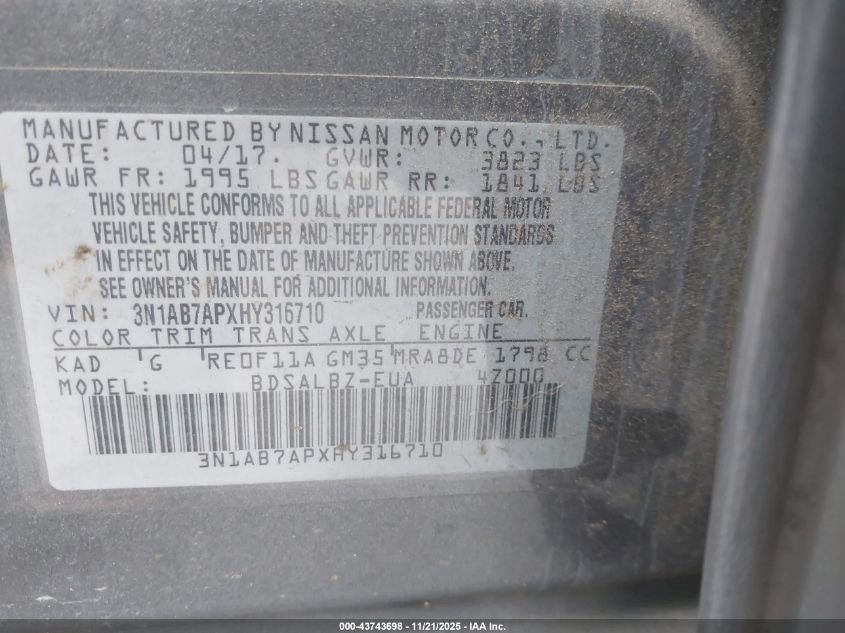 MANUFACTURED BY NISSAN MOTOR CO., LTD.
DATE: 04/17. GVWR: 3823 LBS
GAWR FR: 1995 LBS GAWR RR: 1841 LBS
THIS VEHICLE CONFORMS TO ALL APPLICABLE FEDERAL MOTOR
VEHICLE SAFETY, BUMPER AND THEFT PREVENTION STANDARDS
IN EFFECT ON THE DATE OF MANUFACTURE SHOWN ABOVE.
SEE OWNER'S MANUAL FOR ADDITIONAL INFORMATION.
VIN: 3N1AB7APXHY316710 PASSENGER CAR.
COLOR TRIM TRANS AXLE ENGINE
KAD G RE0F11A GM35 MRA8DE 1798 CC
MODEL: BDSALBZ-EUA 4Z000
3N1AB7APXHY316710
000-43743698 - 11/21/2025 - IAA Inc.